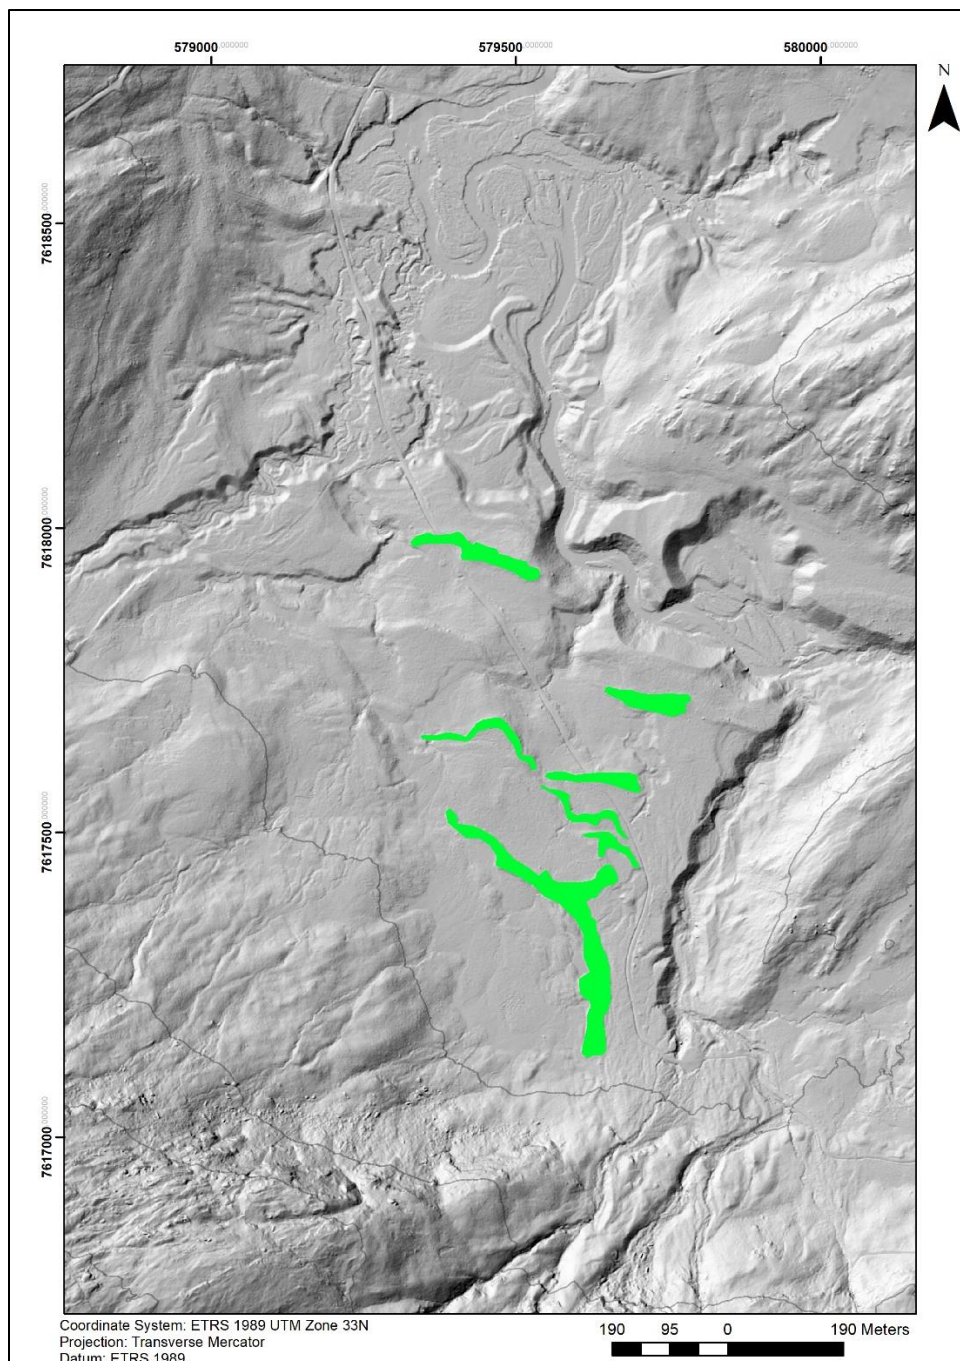 579000.000000 579500.000000 580000.000000
N
7618500.000000
7618000.000000
7617500.000000
7617000.000000
Coordinate System: ETRS 1989 UTM Zone 33N
Projection: Transverse Mercator
Datum: ETRS 1989
190 95 0 190 Meters